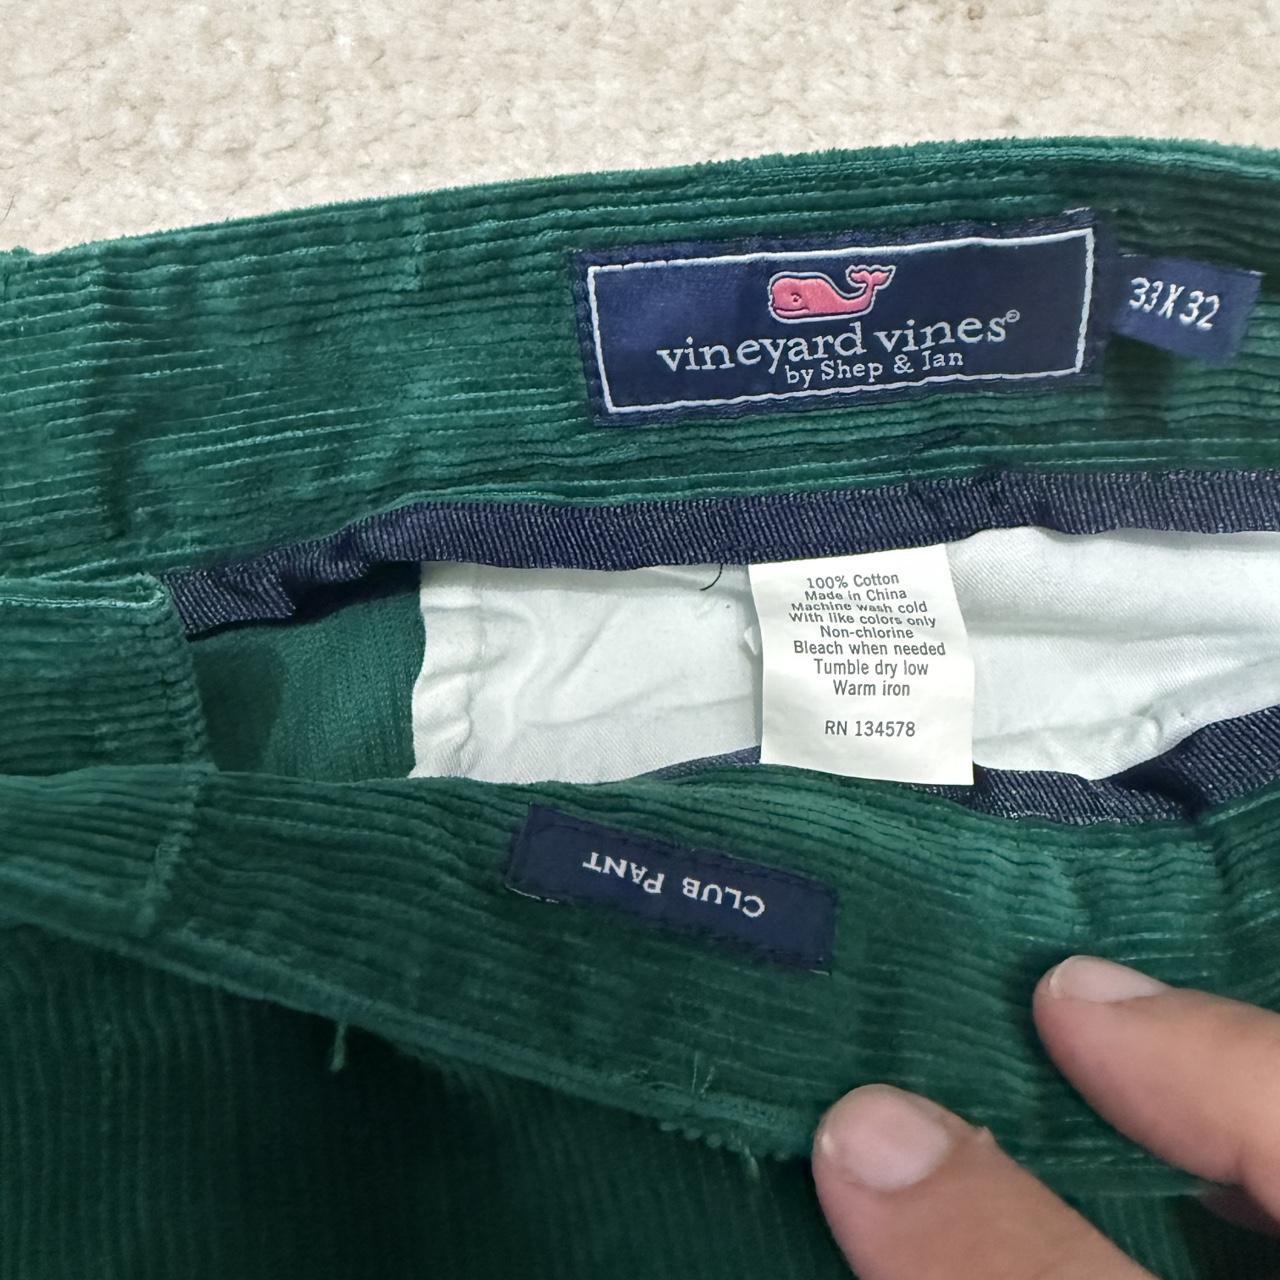 vineyard vines®
by Shep & Ian
33 X 32
100% Cotton
Made in China
Machine wash cold
With like colors only
Non-chlorine
Bleach when needed
Tumble dry low
Warm iron
RN 134578
CLUB PANT